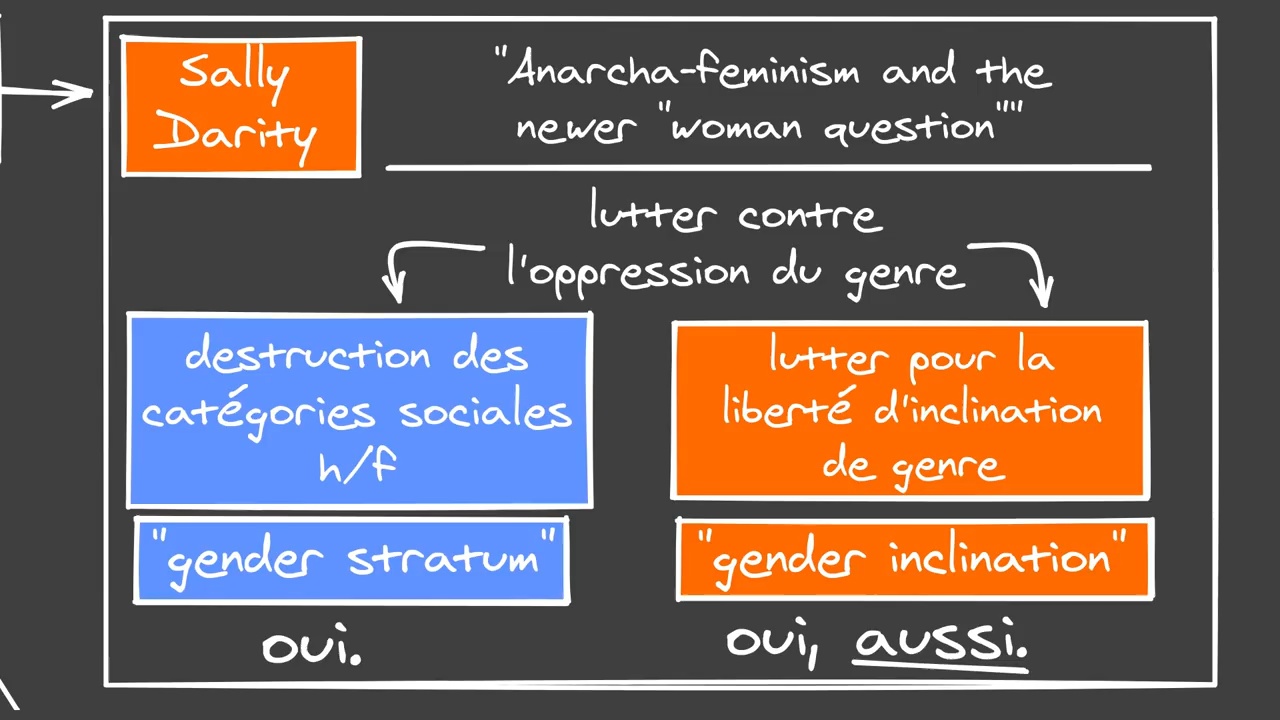 Sally
Darity
"Anarcha-feminism and the
newer "woman question""
lutter contre
l'oppression du genre
destruction des
catégories sociales
h/f
lutter pour la
liberté d'inclination
de genre
"gender stratum"
"gender inclination"
oui.
oui, aussi.